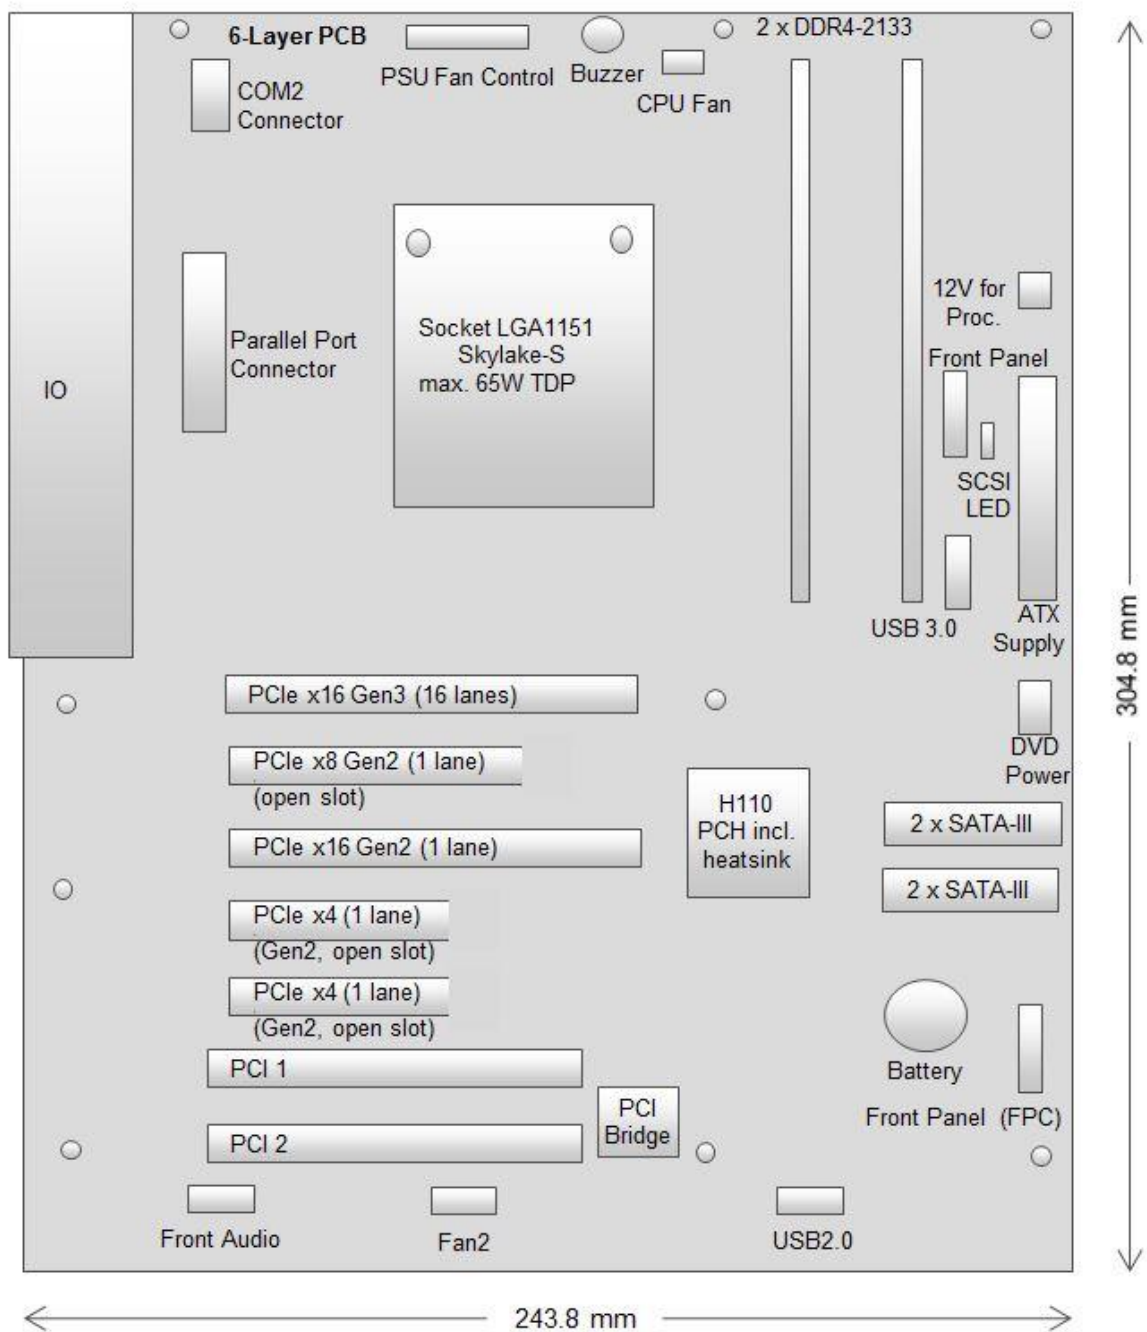 6-Layer PCB
2 x DDR4-2133
PSU Fan Control
Buzzer
COM2
Connector
CPU Fan
IO
Parallel Port
Connector
Socket LGA1151
Skylake-S
max. 65W TDP
12V for
Proc.
Front Panel
SCSI
LED
USB 3.0
ATX
Supply
304.8 mm
PCIe x16 Gen3 (16 lanes)
PCIe x8 Gen2 (1 lane)
(open slot)
PCIe x16 Gen2 (1 lane)
PCIe x4 (1 lane)
(Gen2, open slot)
PCIe x4 (1 lane)
(Gen2, open slot)
PCI 1
PCI 2
H110
PCH incl.
heatsink
PCI
Bridge
DVD
Power
2 x SATA-III
2 x SATA-III
Battery
Front Panel (FPC)
Front Audio
Fan2
USB2.0
243.8 mm